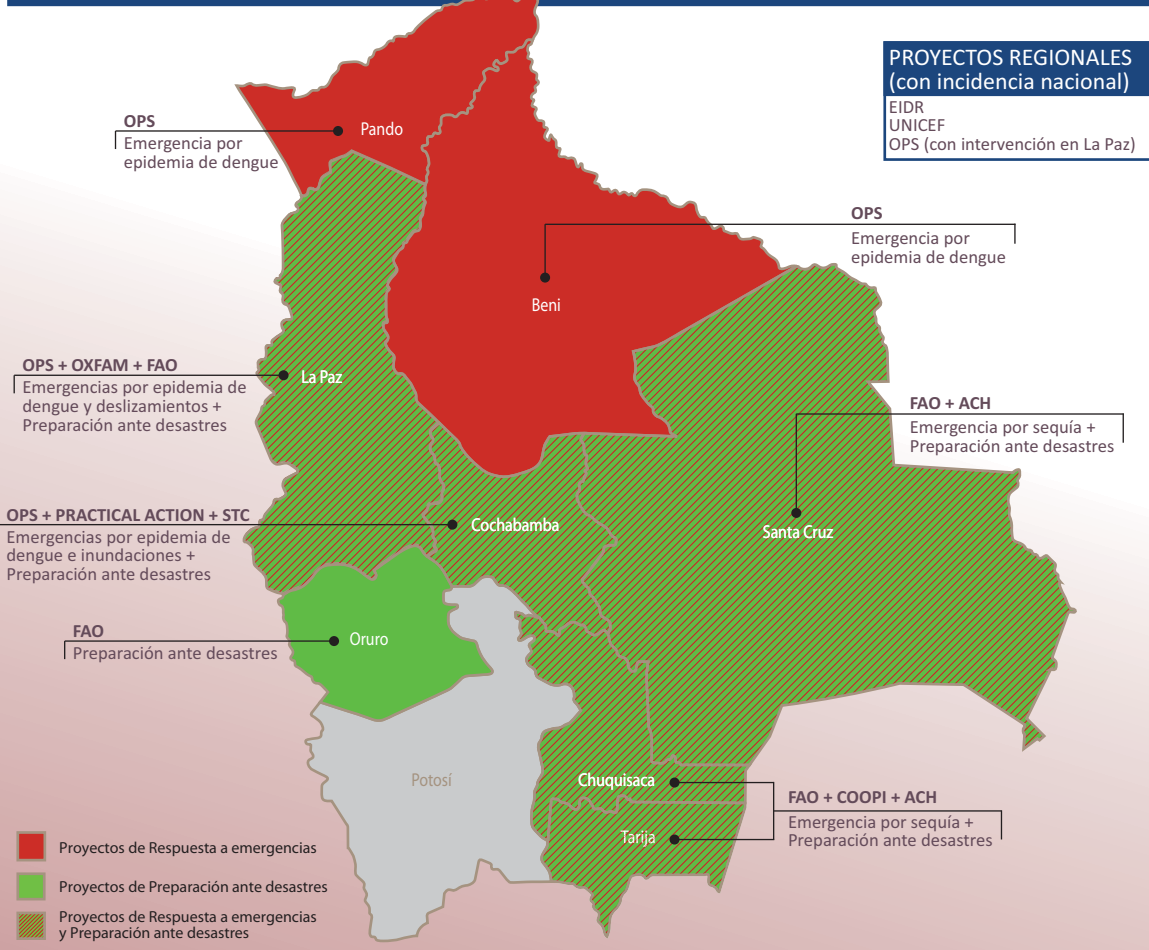 PROYECTOS REGIONALES
(con incidencia nacional)
EIDR
UNICEF
OPS (con intervención en La Paz)
OPS
Emergencia por
epidemia de dengue
Pando
OPS
Emergencia por
epidemia de dengue
Beni
OPS + OXFAM + FAO
Emergencias por epidemia de
dengue y deslizamientos +
Preparación ante desastres
La Paz
FAO + ACH
Emergencia por sequía +
Preparación ante desastres
Santa Cruz
OPS + PRACTICAL ACTION + STC
Emergencias por epidemia de
dengue e inundaciones +
Preparación ante desastres
Cochabamba
FAO
Preparación ante desastres
Oruro
Potosí
Chuquisaca
Tarija
FAO + COOPI + ACH
Emergencia por sequía +
Preparación ante desastres
Proyectos de Respuesta a emergencias
Proyectos de Preparación ante desastres
Proyectos de Respuesta a emergencias
y Preparación ante desastres